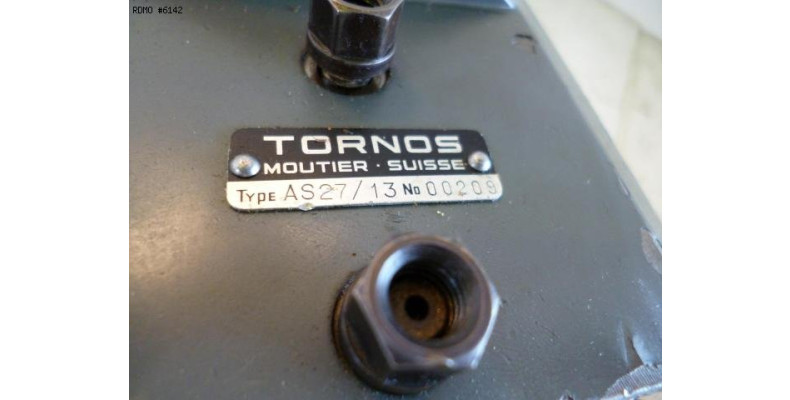 RDMO #6142
TORNOS
MOUTIER · SUISSE
TYPE AS27/13 No 00209